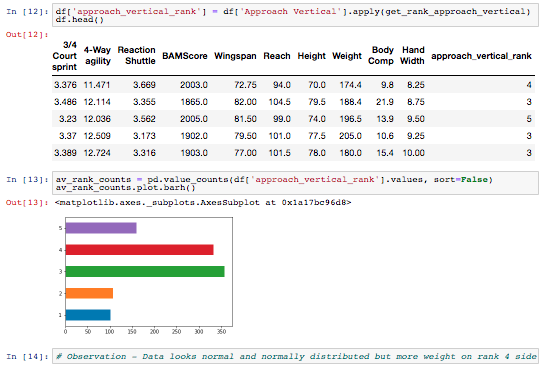 In [12]: df['approach_vertical_rank'] = df['Approach Vertical'].apply(get_rank_approach_vertical)
df.head()
Out[12]:
3/4 Court sprint 4-Way agility Reaction Shuttle BAMScore Wingspan Reach Height Weight Body Comp Hand Width approach_vertical_rank
3.376 11.471 3.669 2003.0 72.75 94.0 70.0 174.4 9.8 8.25 4
3.486 12.114 3.355 1865.0 82.00 104.5 79.5 188.4 21.9 8.75 3
3.23 12.036 3.562 2005.0 81.50 99.0 74.0 196.5 13.9 9.50 5
3.37 12.509 3.173 1902.0 79.50 101.0 77.5 205.0 10.6 9.25 3
3.389 12.724 3.316 1903.0 77.00 101.5 78.0 180.0 15.4 10.00 3
In [13]: av_rank_counts = pd.value_counts(df['approach_vertical_rank'].values, sort=False)
av_rank_counts.plot.barh()
Out[13]: <matplotlib.axes._subplots.AxesSubplot at 0x1a17bc96d8>
5
4
3
2
1
0 50 100 150 200 250 300 350
In [14]: # Observation - Data looks normal and normally distributed but more weight on rank 4 side